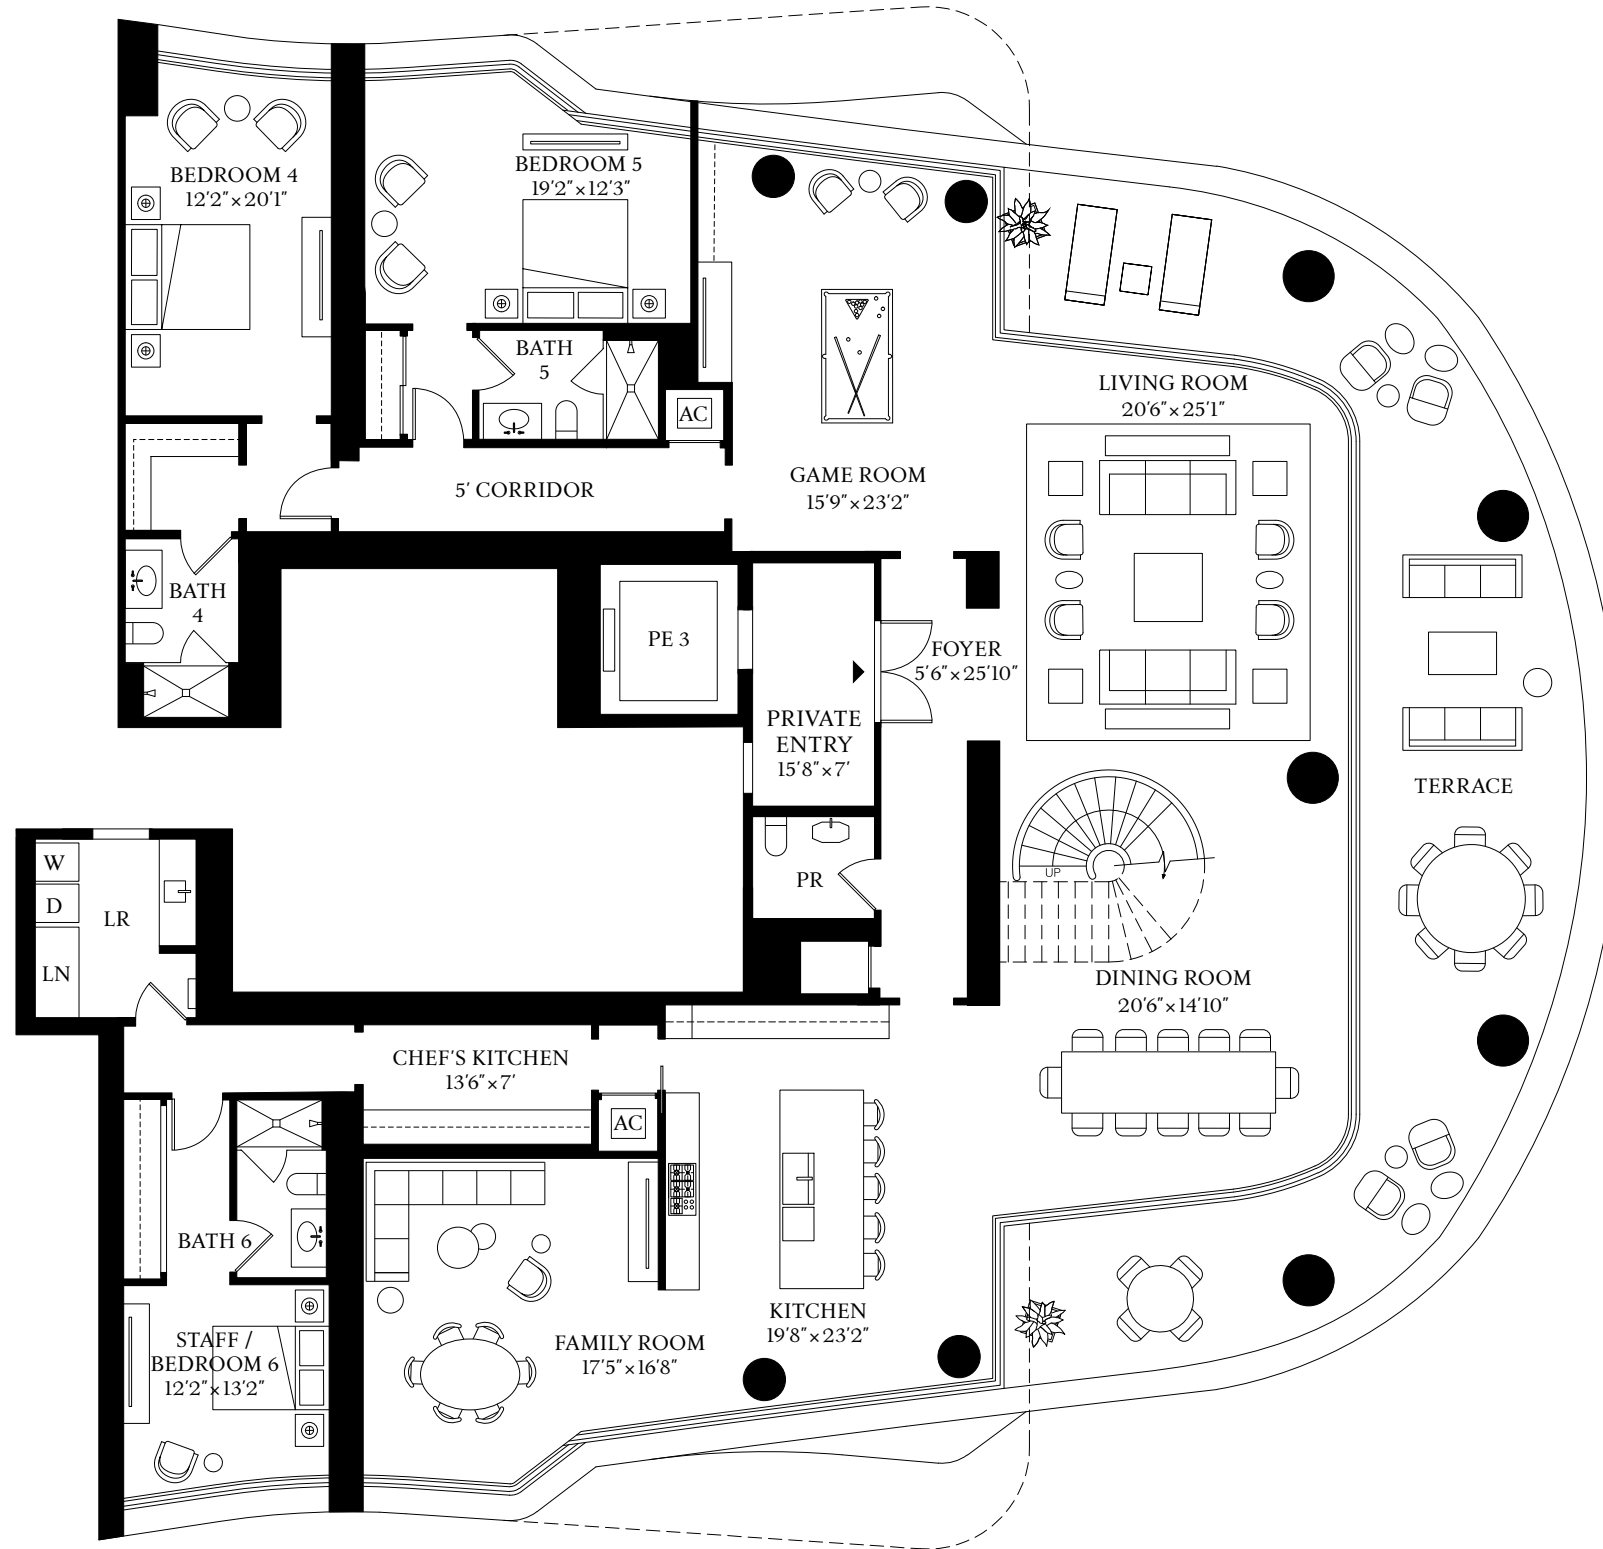 BEDROOM 4
12'2"×20'1"
BEDROOM 5
19'2"×12'3"
BATH
5
AC
LIVING ROOM
20'6"×25'1"
5' CORRIDOR
GAME ROOM
15'9"×23'2"
BATH
4
PE 3
FOYER
5'6"×25'10"
PRIVATE
ENTRY
15'8"×7'
TERRACE
W
D
LR
LN
PR
UP
DINING ROOM
20'6"×14'10"
CHEF'S KITCHEN
13'6"×7'
AC
BATH 6
KITCHEN
19'8"×23'2"
STAFF /
BEDROOM 6
12'2"×13'2"
FAMILY ROOM
17'5"×16'8"